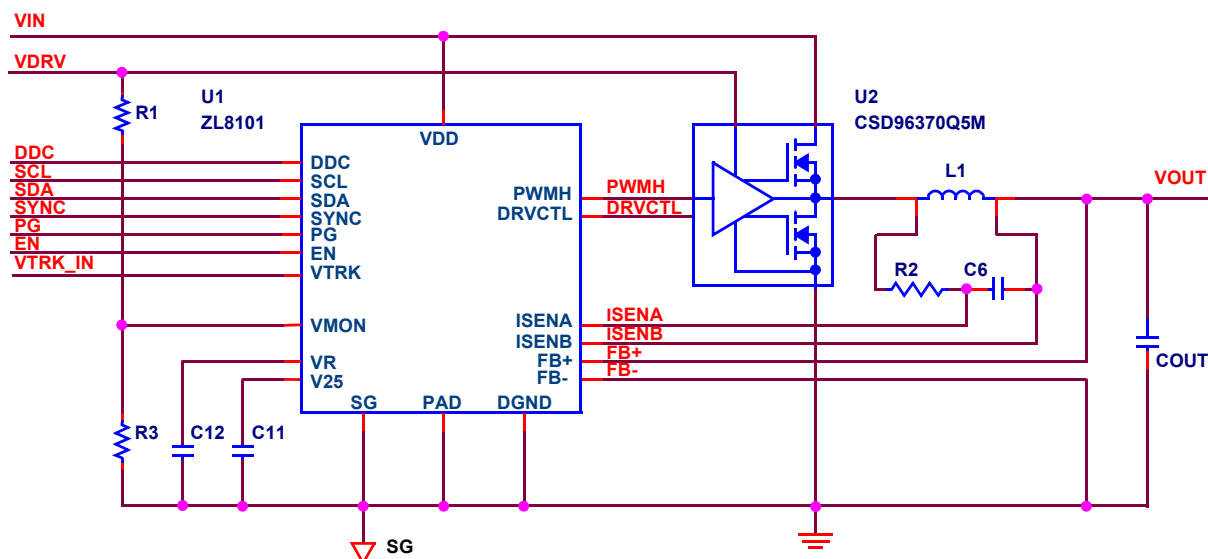 VIN
VDRV
U1
ZL8101
U2
CSD96370Q5M
R1
VDD
L1
VOUT
DDC
SCL
SDA
SYNC
PG
EN
VTRK_IN
DDC
SCL
SDA
SYNC
PG
EN
VTRK
PWMH
DRVCTL
PWMH
DRVCTL
R2
C6
VMON
ISENA
ISENB
FB+
FB-
ISENA
ISENB
FB+
FB-
COUT
VR
V25
SG
PAD
DGND
R3
C12
C11
SG